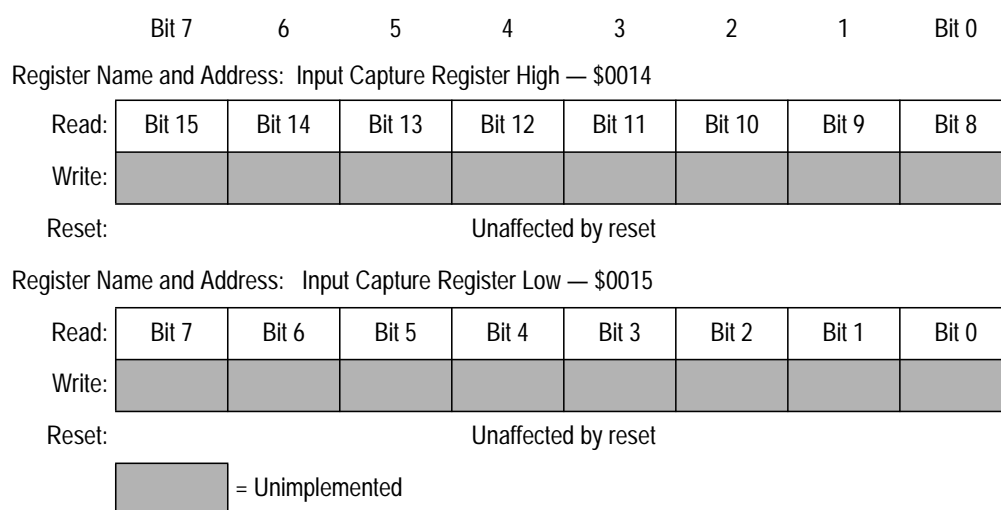 Bit 7 6 5 4 3 2 1 Bit 0
Register Name and Address: Input Capture Register High — $0014
Read: Bit 15 Bit 14 Bit 13 Bit 12 Bit 11 Bit 10 Bit 9 Bit 8
Write:
Reset: Unaffected by reset
Register Name and Address: Input Capture Register Low — $0015
Read: Bit 7 Bit 6 Bit 5 Bit 4 Bit 3 Bit 2 Bit 1 Bit 0
Write:
Reset: Unaffected by reset
= Unimplemented